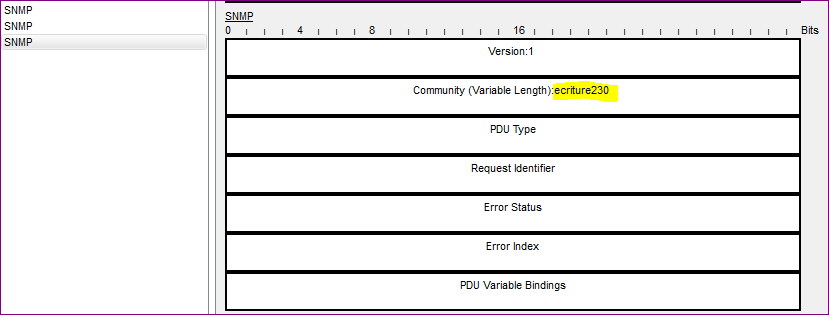 SNMP
SNMP
SNMP
SNMP
0 4 8 16 Bits
Version:1
Community (Variable Length):ecriture230
PDU Type
Request Identifier
Error Status
Error Index
PDU Variable Bindings